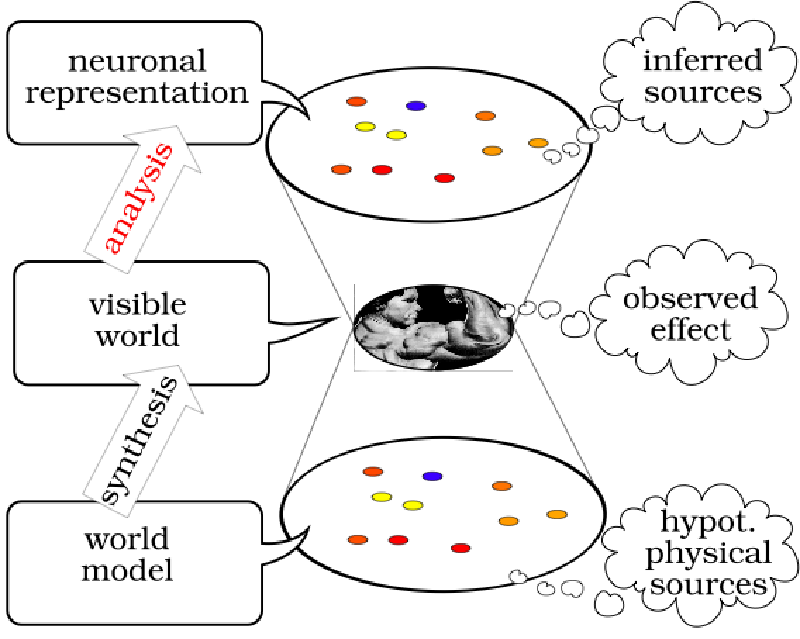 neuronal
representation
inferred
sources
analysis
visible
world
observed
effect
synthesis
world
model
hypot.
physical
sources